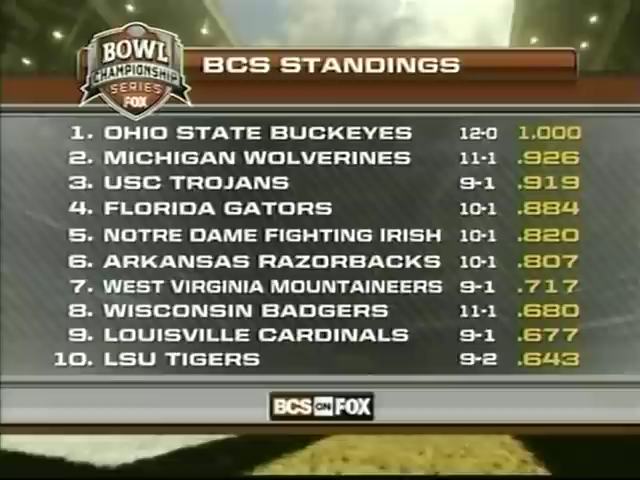 BOWL
CHAMPIONSHIP
SERIES
FOX
BCS STANDINGS
1. OHIO STATE BUCKEYES 12-0 1.000
2. MICHIGAN WOLVERINES 11-1 .926
3. USC TROJANS 9-1 .919
4. FLORIDA GATORS 10-1 .884
5. NOTRE DAME FIGHTING IRISH 10-1 .820
6. ARKANSAS RAZORBACKS 10-1 .807
7. WEST VIRGINIA MOUNTAINEERS 9-1 .717
8. WISCONSIN BADGERS 11-1 .680
9. LOUISVILLE CARDINALS 9-1 .677
10. LSU TIGERS 9-2 .643
BCS ON FOX